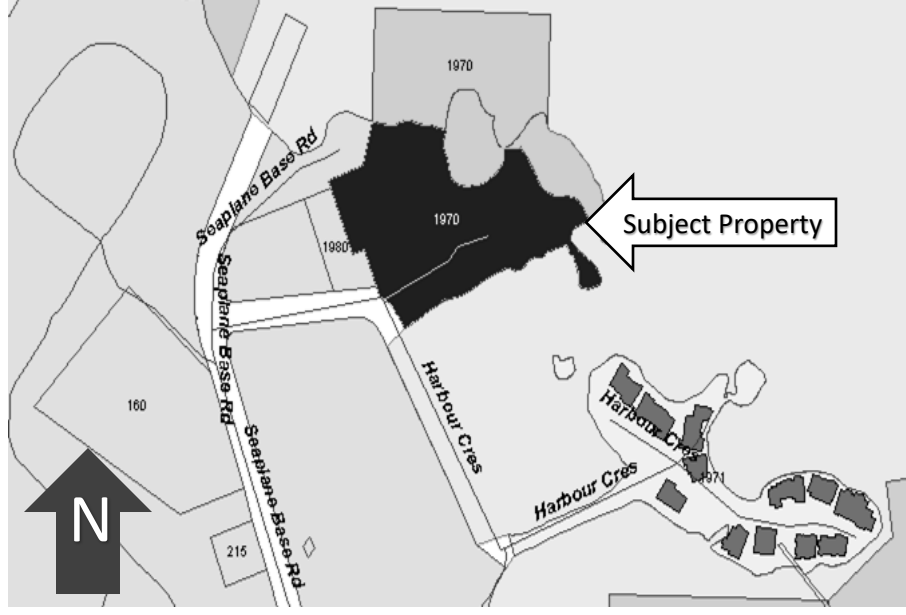 1970
Seaplane Base Rd
1970
Subject Property
1980
Seaplane Base Rd
Harbour Cres
160
Harbour Cres
Seaplane Base Rd
Harbour Cres
1971
N
215